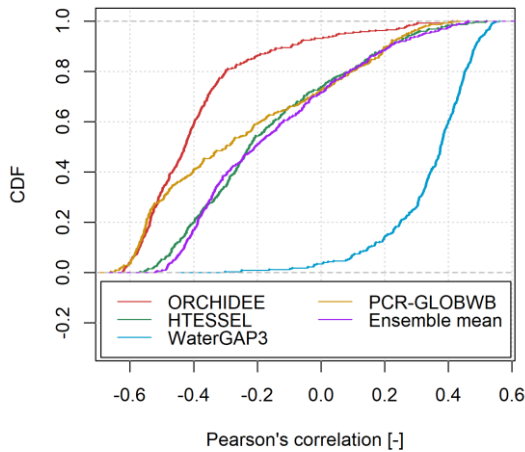 1.0
0.8
0.6
0.4
0.2
0.0
-0.2
CDF
ORCHIDEE
HTESSEL
WaterGAP3
PCR-GLOBWB
Ensemble mean
-0.6 -0.4 -0.2 0.0 0.2 0.4 0.6
Pearson's correlation [-]